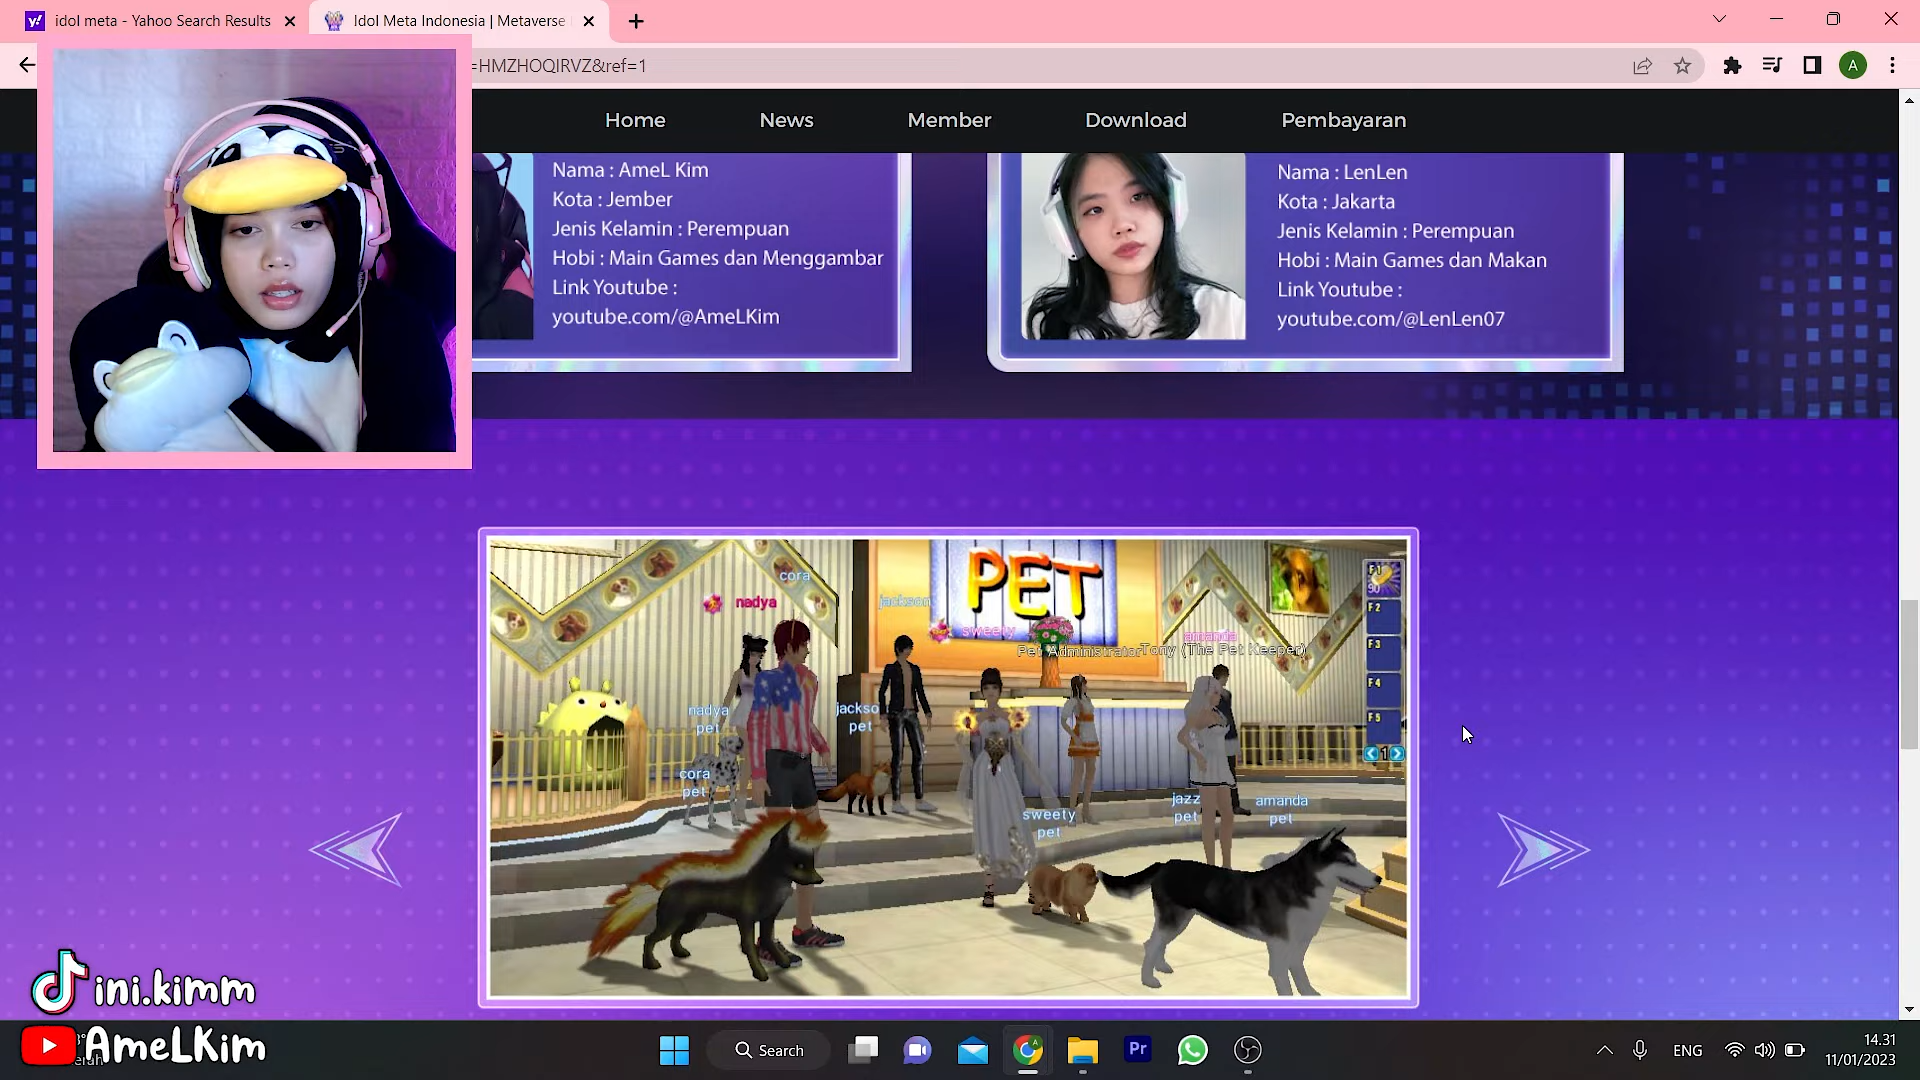 idol meta - Yahoo Search Results
Idol Meta Indonesia | Metaverse
=HMZHOQIRVZ&ref=1
A
Home
News
Member
Download
Pembayaran
Nama : AmeL Kim
Kota : Jember
Jenis Kelamin : Perempuan
Hobi : Main Games dan Menggambar
Link Youtube :
youtube.com/@AmeLKim
Nama : LenLen
Kota : Jakarta
Jenis Kelamin : Perempuan
Hobi : Main Games dan Makan
Link Youtube :
youtube.com/@LenLen07
PET
cora
nadya
jackson
sweety
amanda
Pet Administrator
Tony (The Pet Keeper)
F1
90
F2
F3
F4
F5
1
nadya
pet
jackso
pet
cora
pet
sweety
pet
jazz
pet
amanda
pet
ini.kimm
AmeLKim
Search
Pr
ENG
14.31
11/01/2023